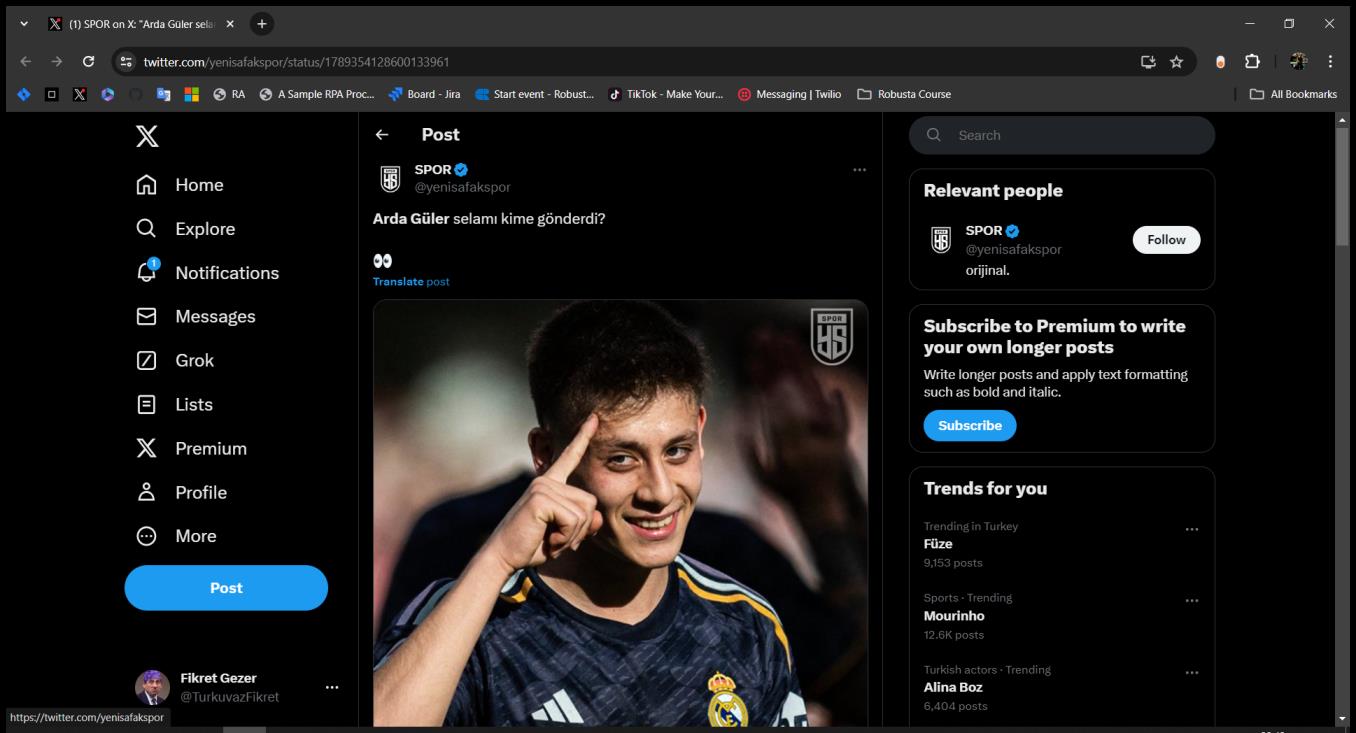 (1) SPOR on X: "Arda Güler sela
twitter.com/yenisafakspor/status/1789354128600133961
RA
A Sample RPA Proc...
Board - Jira
Start event - Robust...
TikTok - Make Your...
Messaging | Twilio
Robusta Course
All Bookmarks
Home
Explore
1
Notifications
Messages
Grok
Lists
Premium
Profile
More
Post
Fikret Gezer
@TurkuvazFikret
https://twitter.com/yenisafakspor
Post
SPOR
@yenisafakspor
Arda Güler selamı kime gönderdi?
Translate post
SPOR
YS
Search
Relevant people
SPOR
@yenisafakspor
Follow
orijinal.
Subscribe to Premium to write
your own longer posts
Write longer posts and apply text formatting
such as bold and italic.
Subscribe
Trends for you
Trending in Turkey
Füze
9,153 posts
Sports · Trending
Mourinho
12.6K posts
Turkish actors · Trending
Alina Boz
6,404 posts